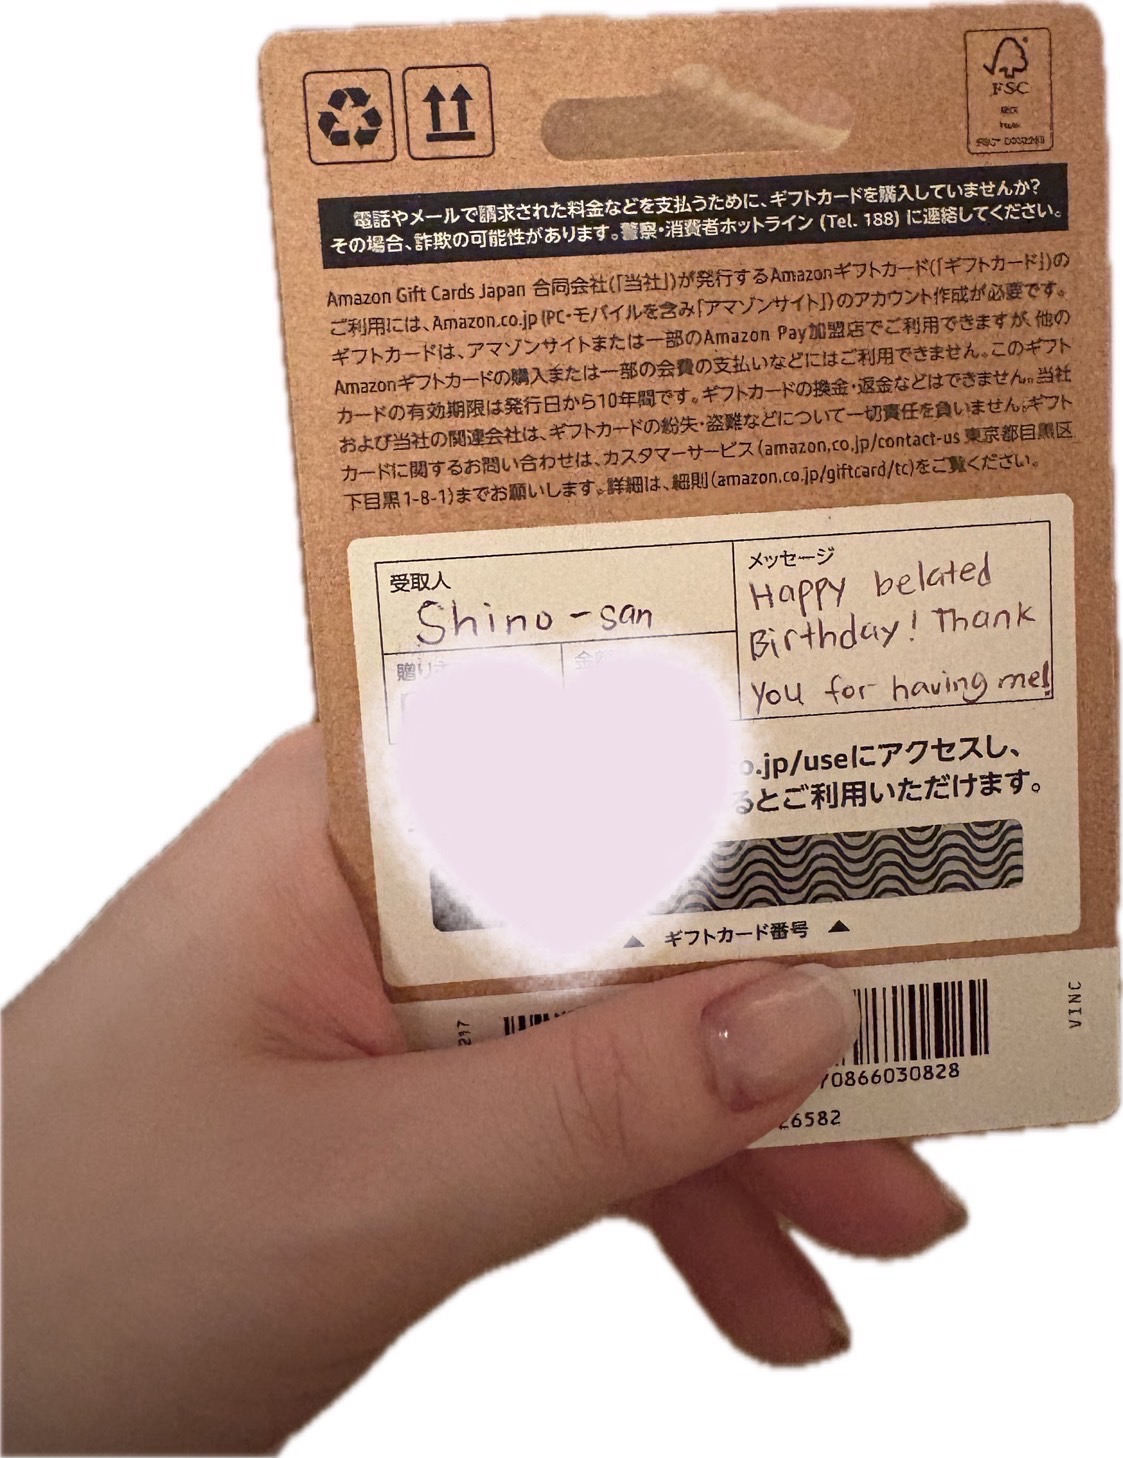 FSC
電話やメールで請求された料金などを支払うために、ギフトカードを購入していませんか？
その場合、詐欺の可能性があります。警察・消費者ホットライン (Tel. 188) に連絡してください。
Amazon Gift Cards Japan 合同会社(「当社」)が発行するAmazonギフトカード(「ギフトカード」)の
ご利用には、Amazon.co.jp (PC・モバイルを含み「アマゾンサイト」)のアカウント作成が必要です。
ギフトカードは、アマゾンサイトまたは一部のAmazon Pay加盟店でご利用できますが、他の
Amazonギフトカードの購入または一部の会費の支払いなどにはご利用できません。このギフト
カードの有効期限は発行日から10年間です。ギフトカードの換金・返金などはできません。当社
および当社の関連会社は、ギフトカードの紛失・盗難などについて一切責任を負いません。ギフト
カードに関するお問い合わせは、カスタマーサービス (amazon.co.jp/contact-us 東京都目黒区
下目黒1-8-1)までお願いします。詳細は、細則(amazon.co.jp/giftcard/tc)をご覧ください。
受取人
Shino-san
贈り
メッセージ
Happy belated
Birthday! Thank
you for having me!
o.jp/useにアクセスし、
るとご利用いただけます。
▲ ギフトカード番号 ▲
217
VINC
70866030828
26582